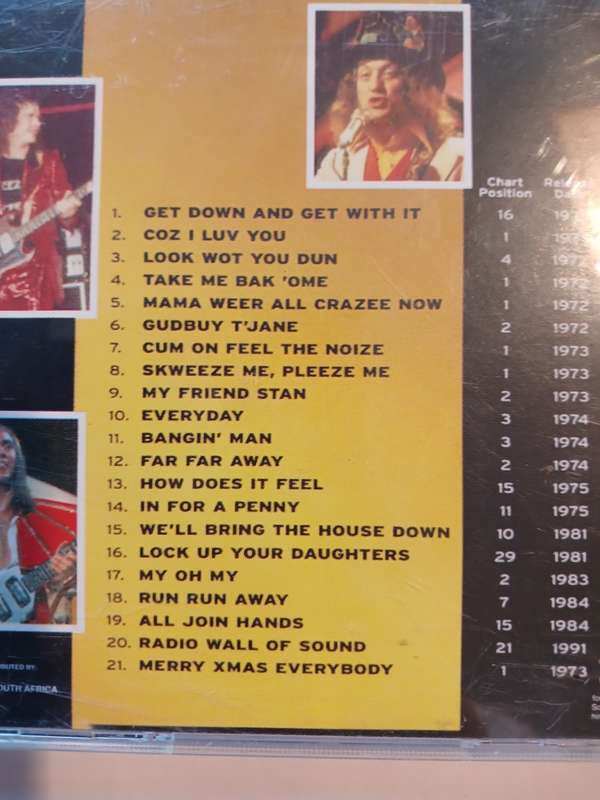 Chart
Position
1. GET DOWN AND GET WITH IT 16
2. COZ I LUV YOU 1
3. LOOK WOT YOU DUN 4 1972
4. TAKE ME BAK 'OME 1 1972
5. MAMA WEER ALL CRAZEE NOW 1 1972
6. GUDBUY T'JANE 2 1972
7. CUM ON FEEL THE NOIZE 1 1973
8. SKWEEZE ME, PLEEZE ME 1 1973
9. MY FRIEND STAN 2 1973
10. EVERYDAY 3 1974
11. BANGIN' MAN 3 1974
12. FAR FAR AWAY 2 1974
13. HOW DOES IT FEEL 15 1975
14. IN FOR A PENNY 11 1975
15. WE'LL BRING THE HOUSE DOWN 10 1981
16. LOCK UP YOUR DAUGHTERS 29 1981
17. MY OH MY 2 1983
18. RUN RUN AWAY 7 1984
19. ALL JOIN HANDS 15 1984
20. RADIO WALL OF SOUND 21 1991
21. MERRY XMAS EVERYBODY 1 1973
BY:
AFRICA